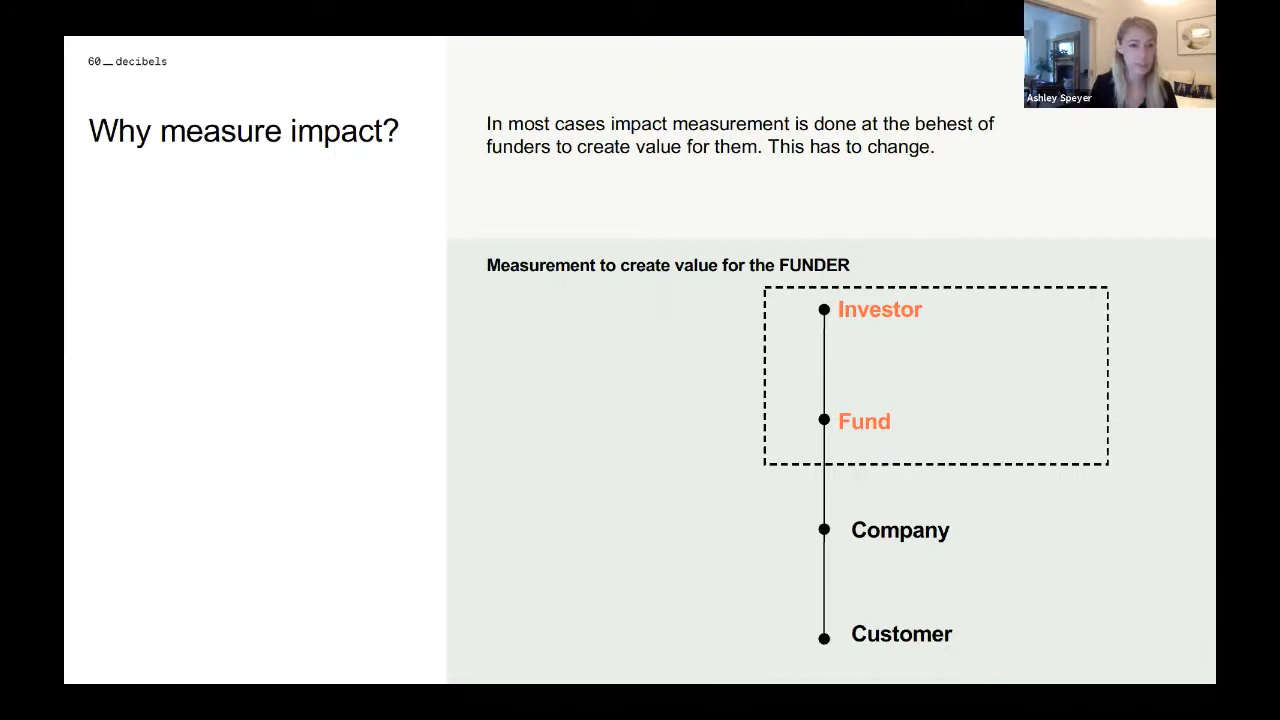 60__decibels
Why measure impact?
In most cases impact measurement is done at the behest of
funders to create value for them. This has to change.
Ashley Speyer
Measurement to create value for the FUNDER
Investor
Fund
Company
Customer